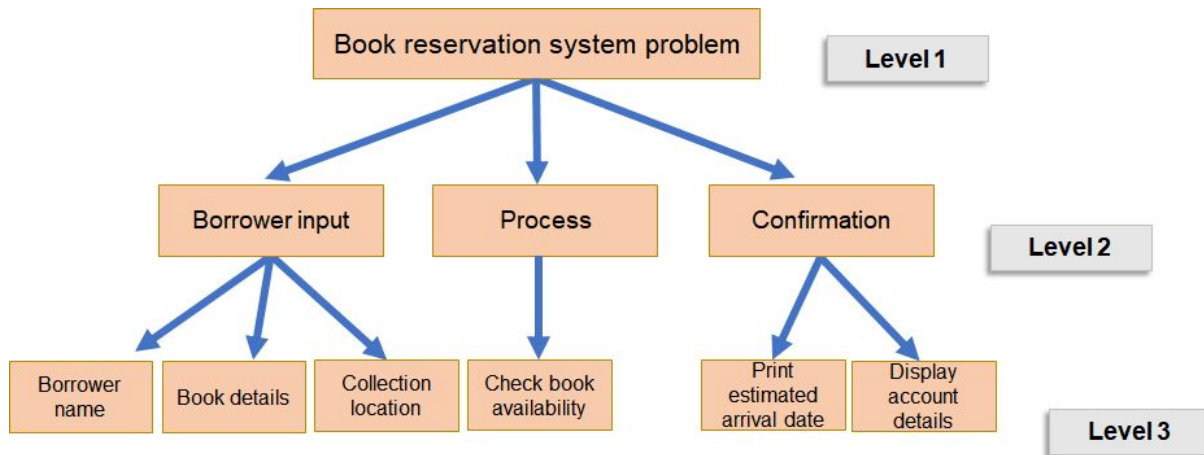 Book reservation system problem
Level 1
Borrower input
Process
Confirmation
Level 2
Borrower
name
Book details
Collection
location
Check book
availability
Print
estimated
arrival date
Display
account
details
Level 3